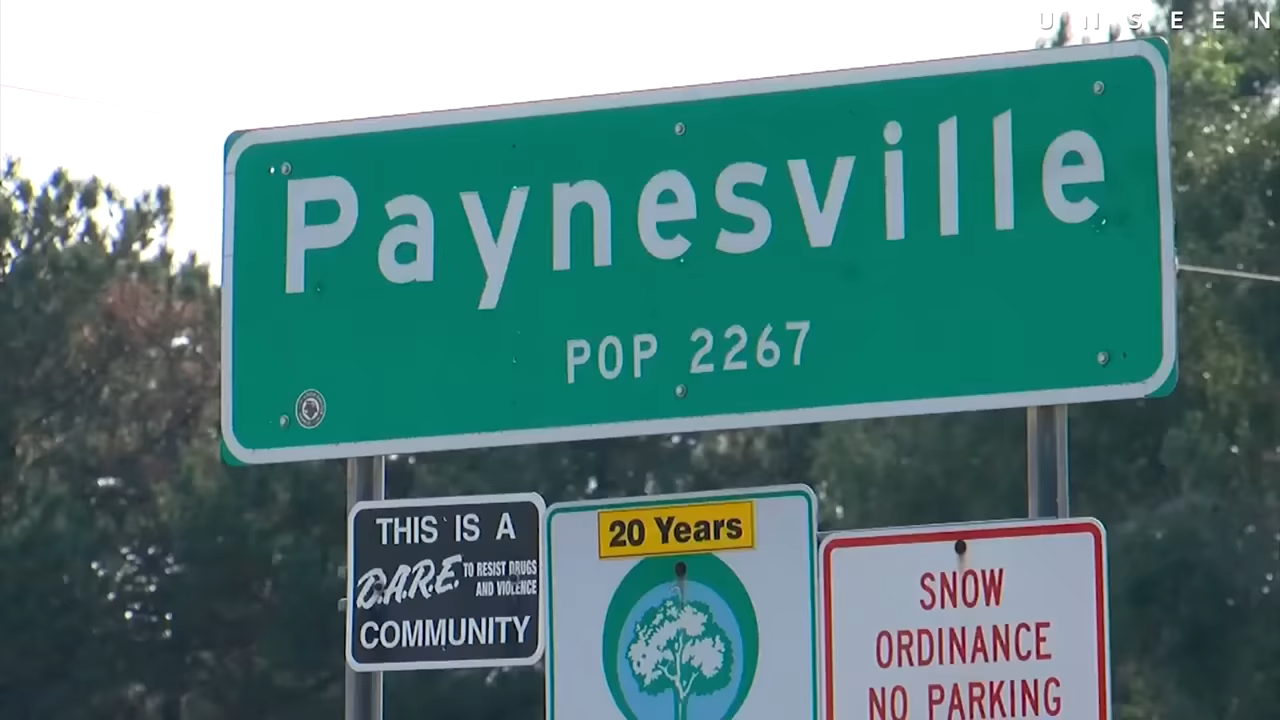 UNSEEN
Paynesville
POP 2267
THIS IS A
D.A.R.E. TO RESIST DRUGS
AND VIOLENCE
COMMUNITY
20 Years
SNOW
ORDINANCE
NO PARKING